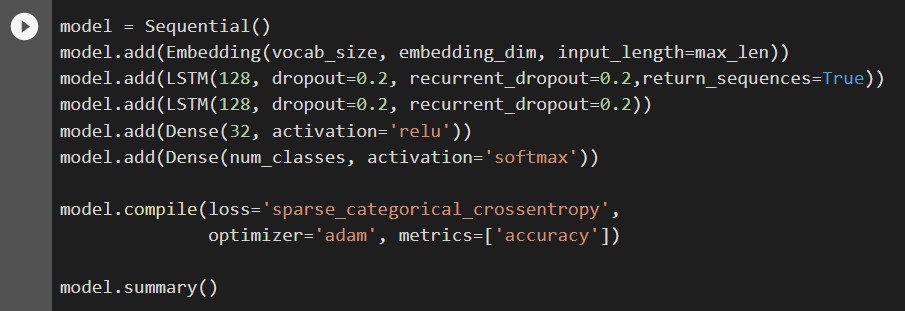 model = Sequential()
model.add(Embedding(vocab_size, embedding_dim, input_length=max_len))
model.add(LSTM(128, dropout=0.2, recurrent_dropout=0.2,return_sequences=True))
model.add(LSTM(128, dropout=0.2, recurrent_dropout=0.2))
model.add(Dense(32, activation='relu'))
model.add(Dense(num_classes, activation='softmax'))

model.compile(loss='sparse_categorical_crossentropy',
              optimizer='adam', metrics=['accuracy'])

model.summary()